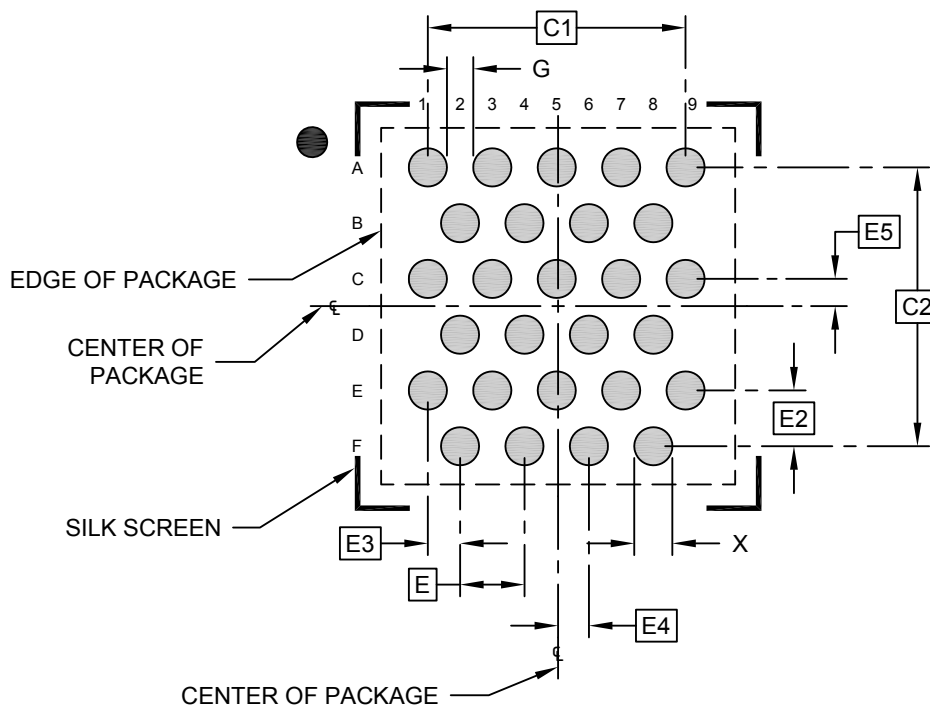 C1
G
1 2 3 4 5 6 7 8 9
A
B
E5
EDGE OF PACKAGE
C
C2
℄
CENTER OF
PACKAGE
D
E
E2
F
SILK SCREEN
E3
X
E
E4
℄
CENTER OF PACKAGE